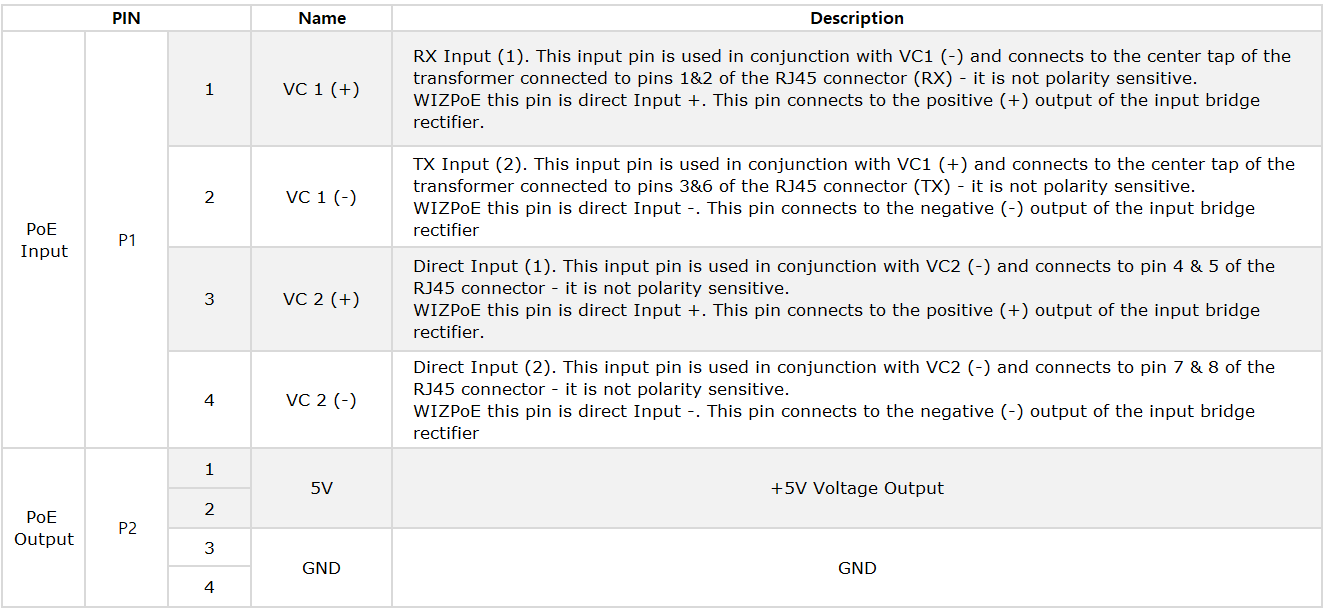 PIN Name Description
PoE
Input
P1
1
VC 1 (+)
RX Input (1). This input pin is used in conjunction with VC1 (-) and connects to the center tap of the
transformer connected to pins 1&2 of the RJ45 connector (RX) - it is not polarity sensitive.
WIZPoE this pin is direct Input +. This pin connects to the positive (+) output of the input bridge
rectifier.
2
VC 1 (-)
TX Input (2). This input pin is used in conjunction with VC1 (+) and connects to the center tap of the
transformer connected to pins 3&6 of the RJ45 connector (TX) - it is not polarity sensitive.
WIZPoE this pin is direct Input -. This pin connects to the negative (-) output of the input bridge
rectifier
3
VC 2 (+)
Direct Input (1). This input pin is used in conjunction with VC2 (-) and connects to pin 4 & 5 of the
RJ45 connector - it is not polarity sensitive.
WIZPoE this pin is direct Input +. This pin connects to the positive (+) output of the input bridge
rectifier.
4
VC 2 (-)
Direct Input (2). This input pin is used in conjunction with VC2 (-) and connects to pin 7 & 8 of the
RJ45 connector - it is not polarity sensitive.
WIZPoE this pin is direct Input -. This pin connects to the negative (-) output of the input bridge
rectifier
PoE
Output
P2
1
2
5V
+5V Voltage Output
3
4
GND
GND